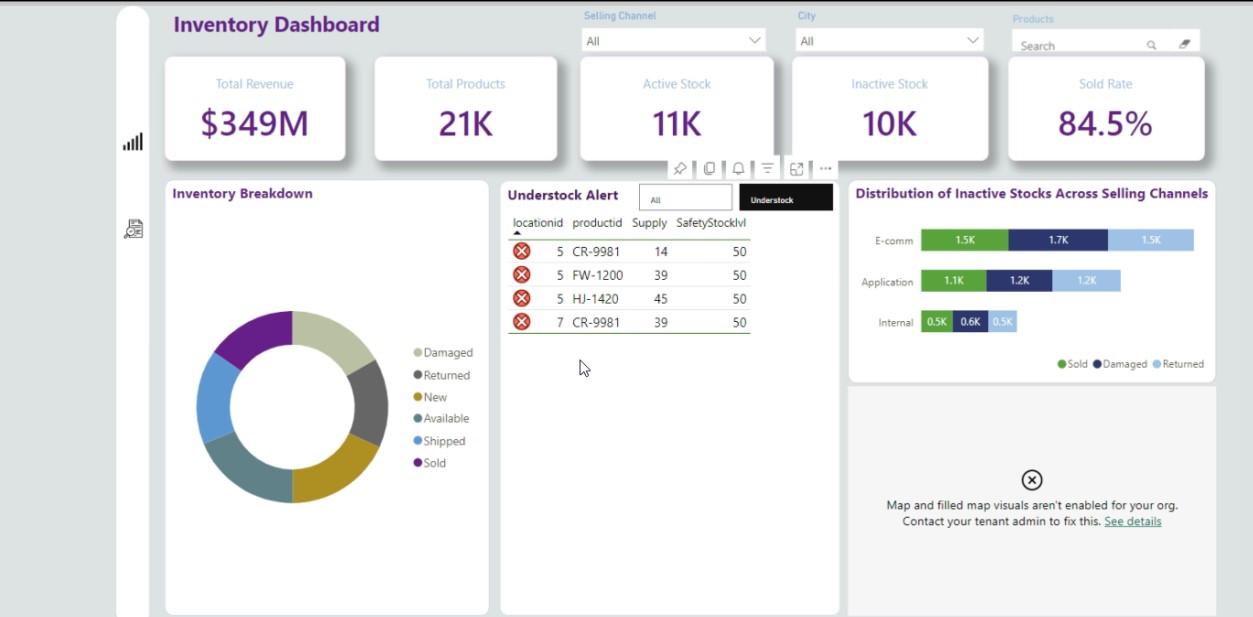 Inventory Dashboard
Selling Channel
All
City
All
Products
Search
Total Revenue
$349M
Total Products
21K
Active Stock
11K
Inactive Stock
10K
Sold Rate
84.5%
Inventory Breakdown
Damaged
Returned
New
Available
Shipped
Sold
Understock Alert
All
Understock
locationid productid Supply SafetyStocklvl
5 CR-9981 14 50
5 FW-1200 39 50
5 HJ-1420 45 50
7 CR-9981 39 50
Distribution of Inactive Stocks Across Selling Channels
E-comm 1.5K 1.7K 1.5K
Application 1.1K 1.2K 1.2K
Internal 0.5K 0.6K 0.5K
Sold Damaged Returned
Map and filled map visuals aren't enabled for your org.
Contact your tenant admin to fix this. See details